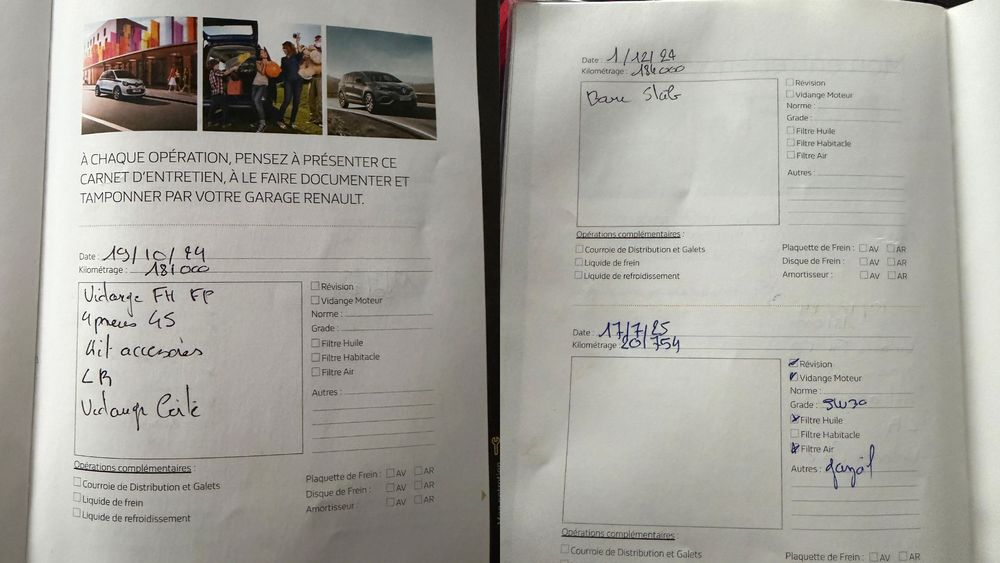 À CHAQUE OPÉRATION, PENSEZ À PRÉSENTER CE
CARNET D'ENTRETIEN, À LE FAIRE DOCUMENTER ET
TAMPONNER PAR VOTRE GARAGE RENAULT.
Date : 19/10/24
Kilométrage : 181000
Vidange FH FP
4 pneus 4S
Kit accessoires
LR
Vidange
Révision
Vidange Moteur
Norme :
Grade :
Filtre Huile
Filtre Habitacle
Filtre Air
Autres :
Opérations complémentaires :
Courroie de Distribution et Galets
Liquide de frein
Liquide de refroidissement
Plaquette de Frein : AV AR
Disque de Frein : AV AR
Amortisseur : AV AR
Date : 1/12/24
Kilométrage : 184000
Barre Stab
Révision
Vidange Moteur
Norme :
Grade :
Filtre Huile
Filtre Habitacle
Filtre Air
Autres :
Opérations complémentaires :
Courroie de Distribution et Galets
Liquide de frein
Liquide de refroidissement
Plaquette de Frein : AV AR
Disque de Frein : AV AR
Amortisseur : AV AR
Date : 17/7/25
Kilométrage : 20/754
Révision
Vidange Moteur
Norme :
Grade : 5W30
Filtre Huile
Filtre Habitacle
Filtre Air
Autres :
Opérations complémentaires
Courroie de Distribution et Galets
Plaquette de Frein : AV AR